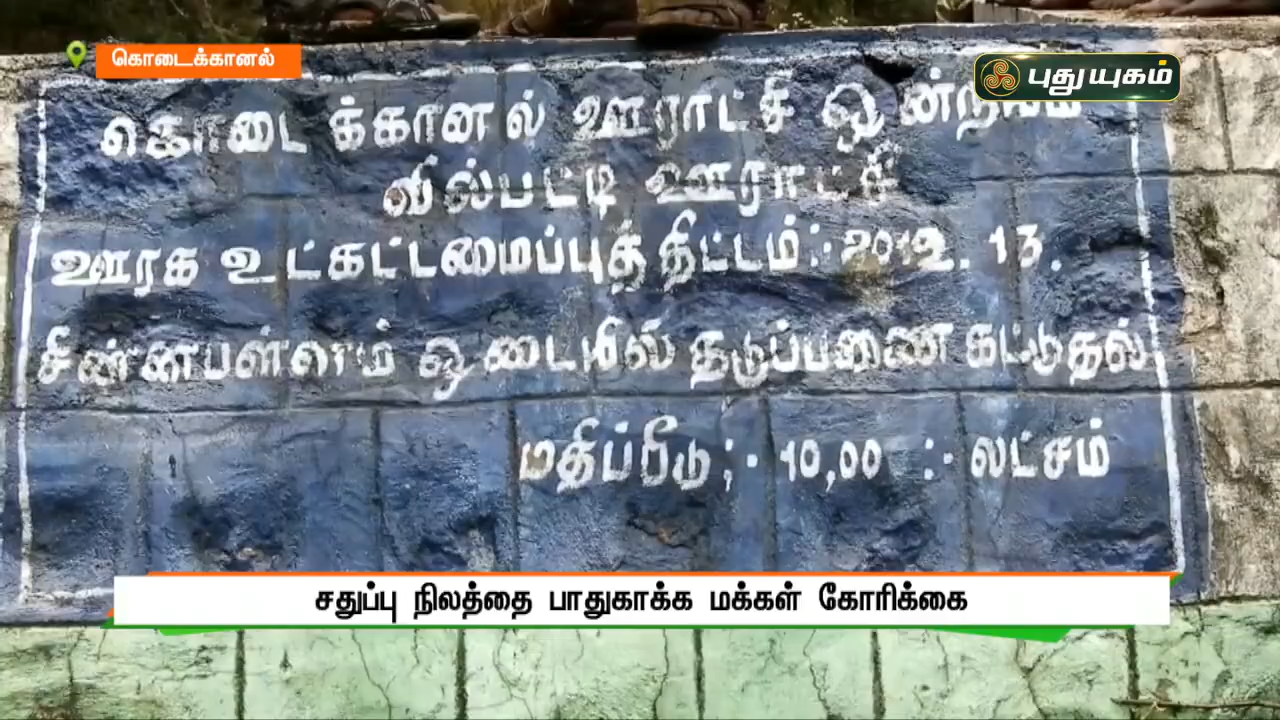 கொடைக்கானல்
புதுயுகம்
கொடைக்கானல் ஊராட்சி ஒன்றியம்
வில்பட்டி ஊராட்சி
ஊரக உட்கட்டமைப்புத் திட்டம்:- 2012. 13.
சின்னபள்ளம் ஓடையில் தடுப்பணை கட்டுதல்.
மதிப்பீடு ;- 10,00 :- லட்சம்
சதுப்பு நிலத்தை பாதுகாக்க மக்கள் கோரிக்கை